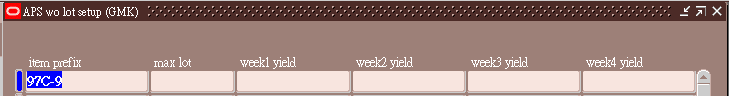 APS wo lot setup (GMK)
item prefix max lot week1 yield week2 yield week3 yield week4 yield
97C-9